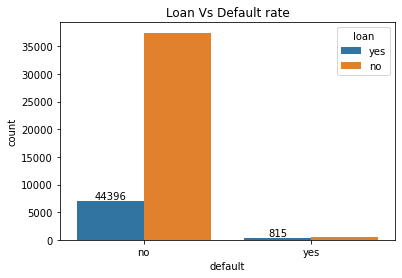 Loan Vs Default rate
loan
yes
no
count
35000
30000
25000
20000
15000
10000
5000
0
44396
815
no
yes
default